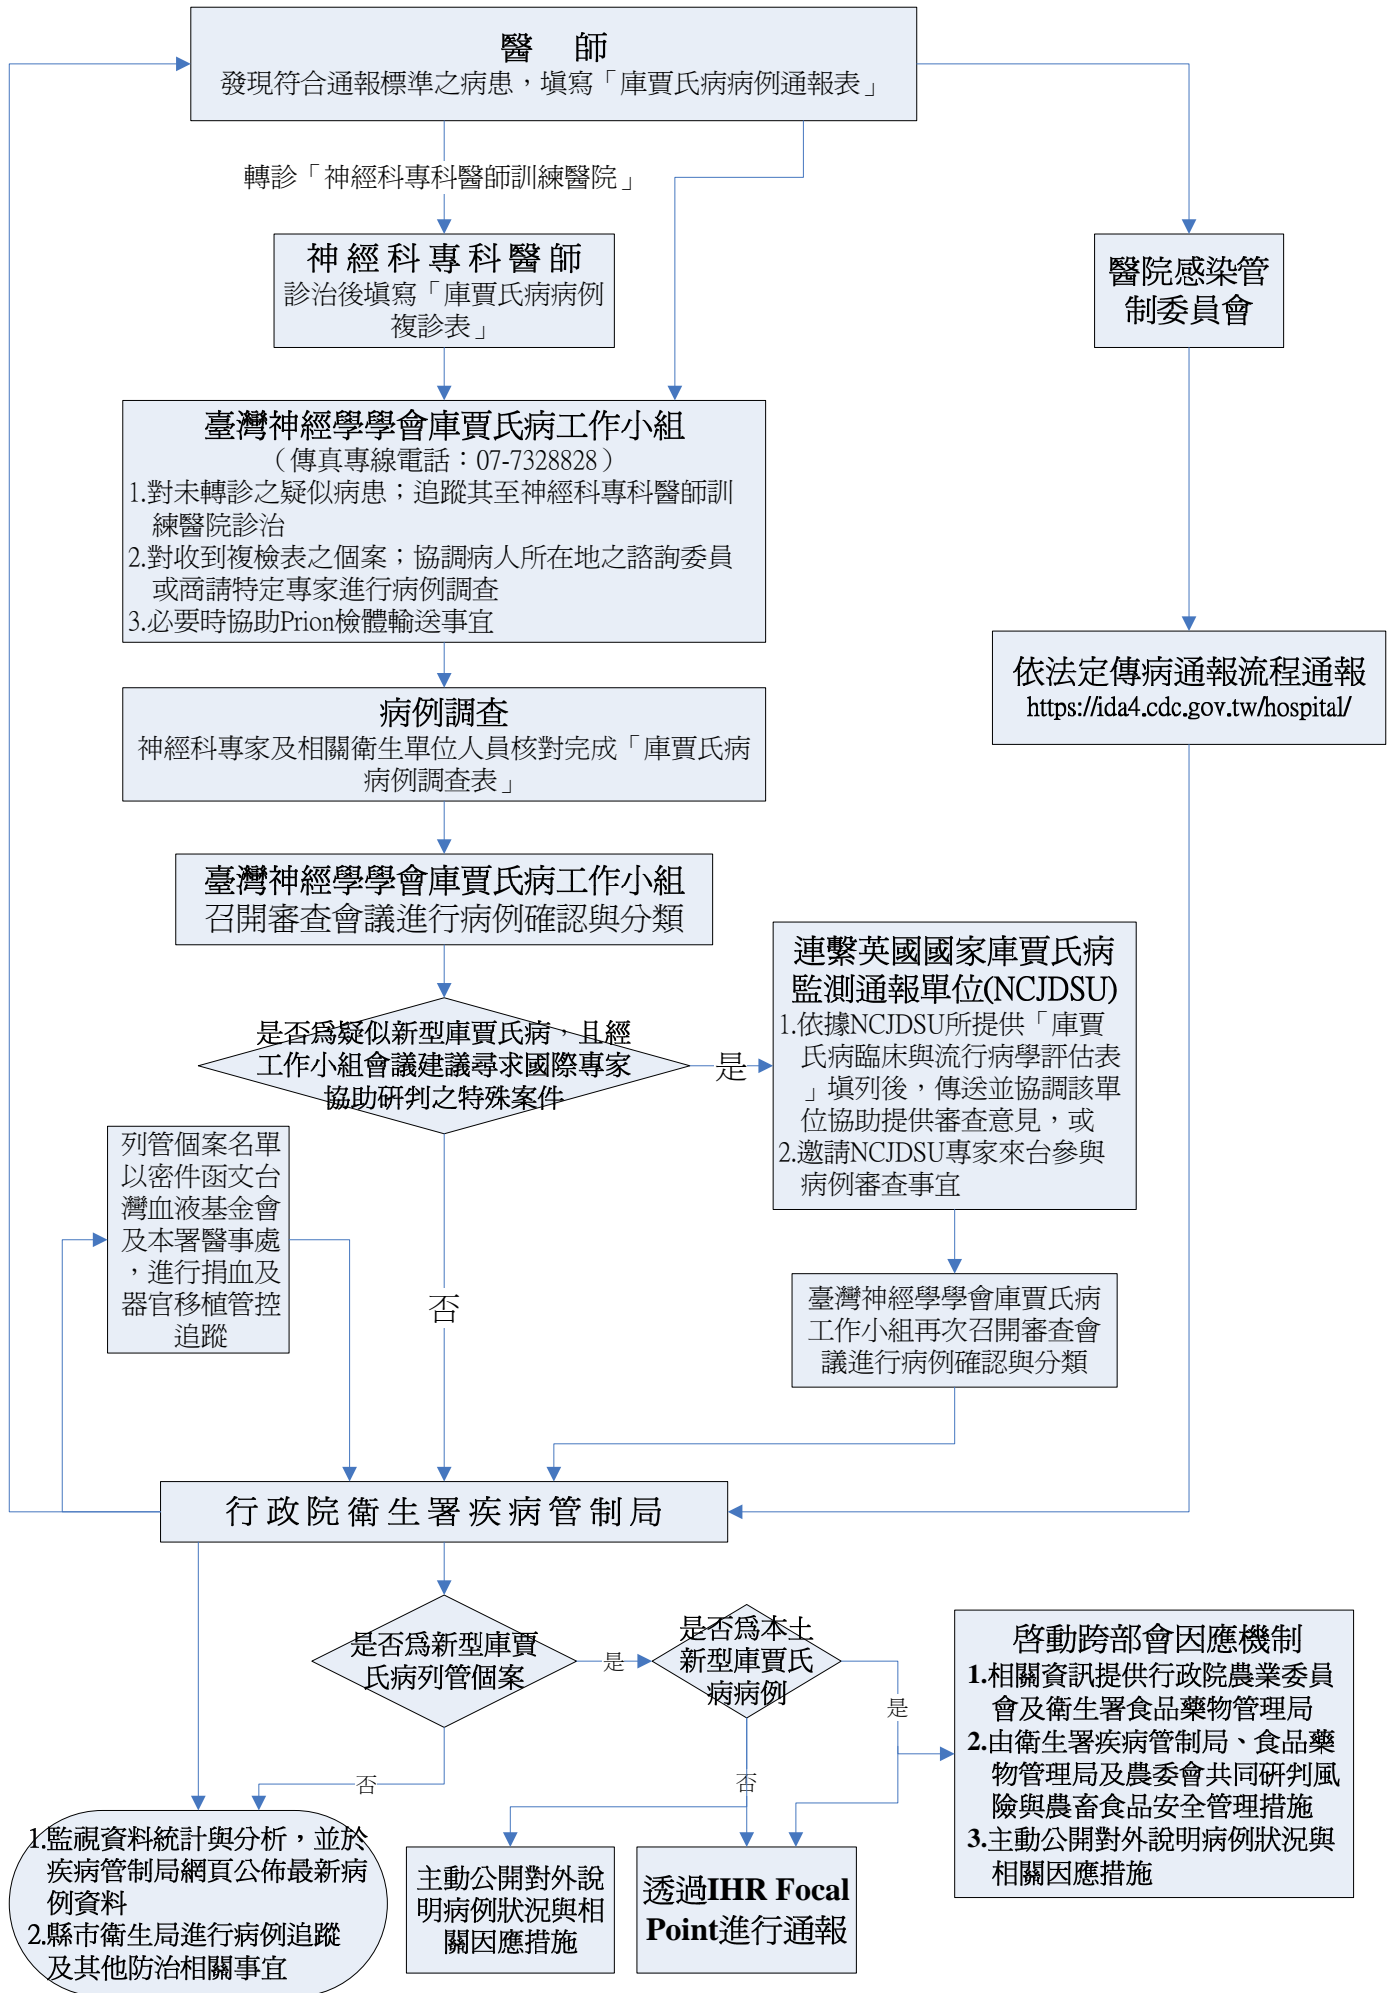 醫　師
發現符合通報標準之病患，填寫「庫賈氏病病例通報表」
轉診「神經科專科醫師訓練醫院」
神經科專科醫師
診治後填寫「庫賈氏病病例
複診表」
醫院感染管
制委員會
臺灣神經學學會庫賈氏病工作小組
（傳真專線電話：07-7328828）
1.對未轉診之疑似病患；追蹤其至神經科專科醫師訓
練醫院診治
2.對收到複檢表之個案；協調病人所在地之諮詢委員
或商請特定專家進行病例調查
3.必要時協助Prion檢體輸送事宜
依法定傳病通報流程通報
https://ida4.cdc.gov.tw/hospital/
病例調查
神經科專家及相關衛生單位人員核對完成「庫賈氏病
病例調查表」
臺灣神經學學會庫賈氏病工作小組
召開審查會議進行病例確認與分類
是否為疑似新型庫賈氏病，且經
工作小組會議建議尋求國際專家
協助研判之特殊案件
是
連繫英國國家庫賈氏病
監測通報單位(NCJDSU)
1.依據NCJDSU所提供「庫賈
氏病臨床與流行病學評估表
」填列後，傳送並協調該單
位協助提供審查意見，或
2.邀請NCJDSU專家來台參與
病例審查事宜
列管個案名單
以密件函文台
灣血液基金會
及本署醫事處
，進行捐血及
器官移植管控
追蹤
否
臺灣神經學學會庫賈氏病
工作小組再次召開審查會
議進行病例確認與分類
行政院衛生署疾病管制局
是否為新型庫賈
氏病列管個案
是
是否為本土
新型庫賈氏
病病例
是
否
否
啟動跨部會因應機制
1.相關資訊提供行政院農業委員
會及衛生署食品藥物管理局
2.由衛生署疾病管制局、食品藥
物管理局及農委會共同研判風
險與農畜食品安全管理措施
3.主動公開對外說明病例狀況與
相關因應措施
1.監視資料統計與分析，並於
疾病管制局網頁公佈最新病
例資料
2.縣市衛生局進行病例追蹤
及其他防治相關事宜
主動公開對外說
明病例狀況與相
關因應措施
透過IHR Focal
Point進行通報